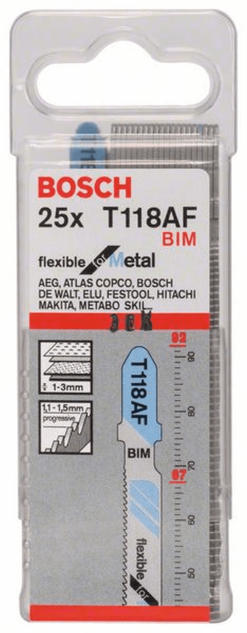 118
BOSCH
25x T118AF
BIM
flexible for Metal
AEG, ATLAS COPCO, BOSCH
DE WALT, ELU, FESTOOL, HITACHI
MAKITA, METABO SKIL...
92
90
1-3mm
T118AF
80
1,1 - 1,5mm
progressive
BIM
70
67
60
flexible for
50